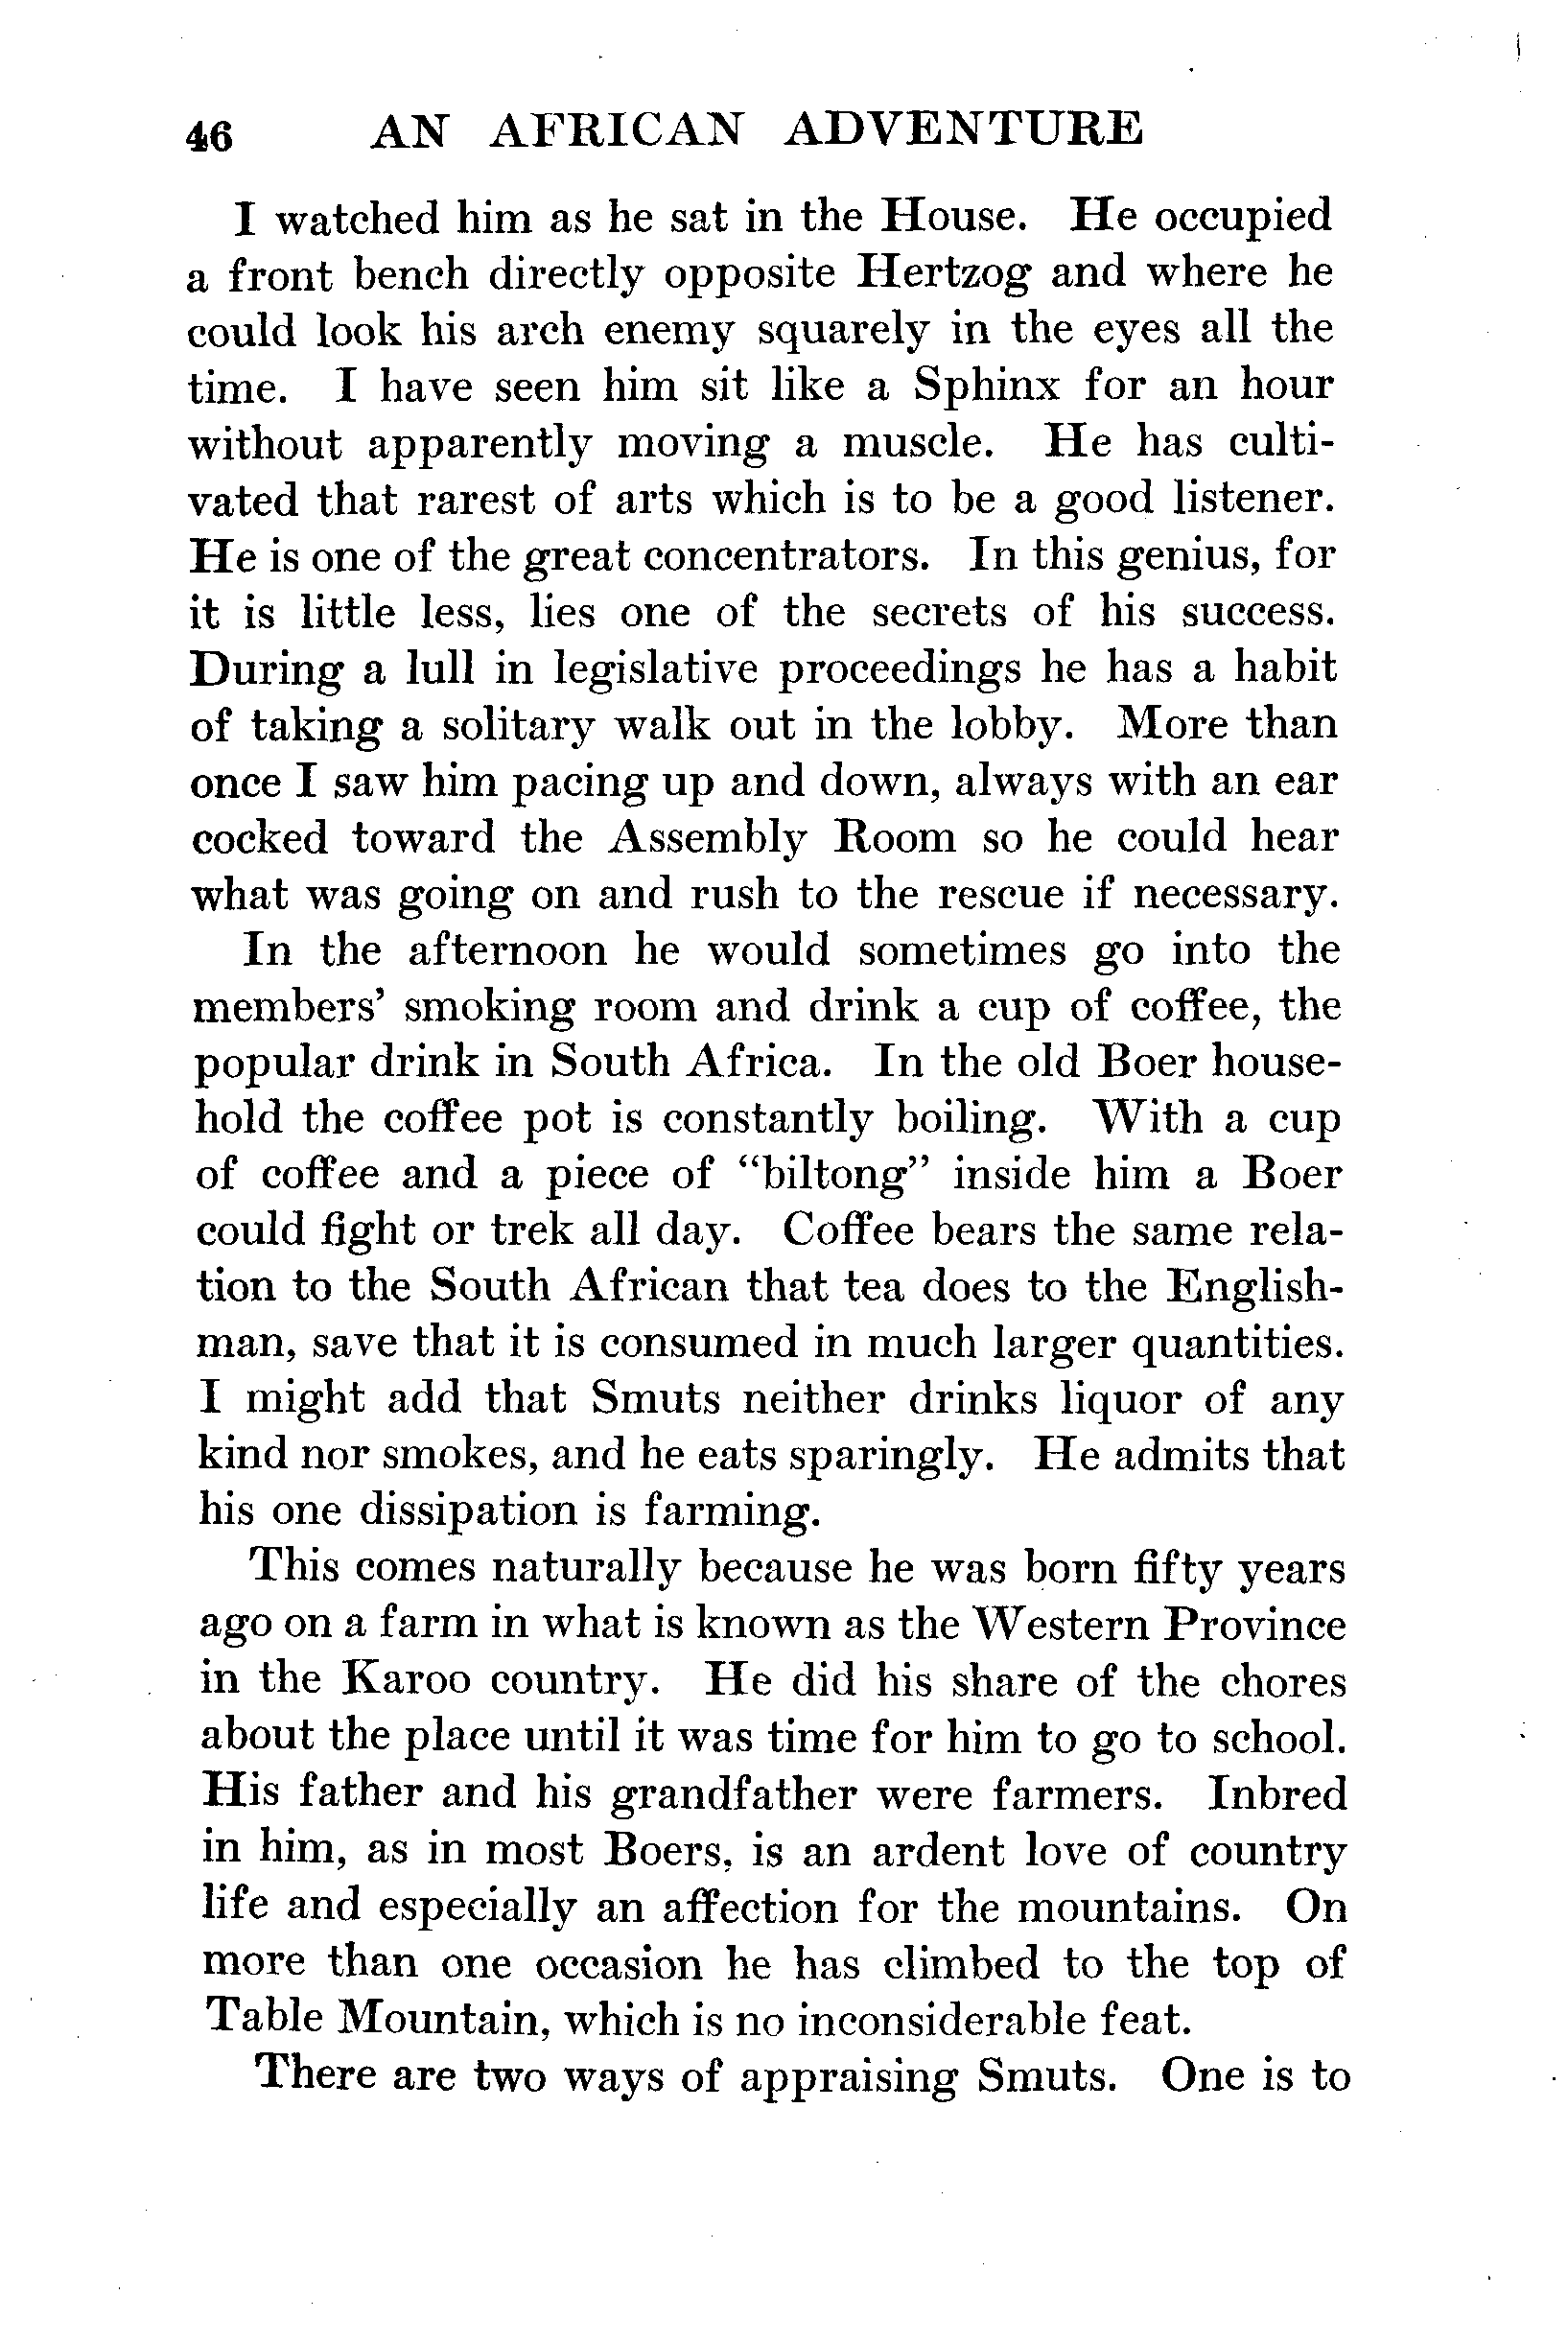 46 AN AFRICAN ADVENTURE
I watched him as he sat in the House. He occupied
a front bench directly opposite Hertzog and where he
could look his arch enemy squarely in the eyes all the
time. I have seen him sit like a Sphinx for an hour
without apparently moving a muscle. He has culti-
vated that rarest of arts which is to be a good listener.
He is one of the great concentrators. In this genius, for
it is little less, lies one of the secrets of his success.
During a lull in legislative proceedings he has a habit
of taking a solitary walk out in the lobby. More than
once I saw him pacing up and down, always with an ear
cocked toward the Assembly Room so he could hear
what was going on and rush to the rescue if necessary.
In the afternoon he would sometimes go into the
members’ smoking room and drink a cup of coffee, the
popular drink in South Africa. In the old Boer house-
hold the coffee pot is constantly boiling. With a cup
of coffee and a piece of “biltong” inside him a Boer
could fight or trek all day. Coffee bears the same rela-
tion to the South African that tea does to the English-
man, save that it is consumed in much larger quantities.
I might add that Smuts neither drinks liquor of any
kind nor smokes, and he eats sparingly. He admits that
his one dissipation is farming.
This comes naturally because he was born fifty years
ago on a farm in what is known as the Western Province
in the Karoo country. He did his share of the chores
about the place until it was time for him to go to school.
His father and his grandfather were farmers. Inbred
in him, as in most Boers, is an ardent love of country
life and especially an affection for the mountains. On
more than one occasion he has climbed to the top of
Table Mountain, which is no inconsiderable feat.
There are two ways of appraising Smuts. One is to